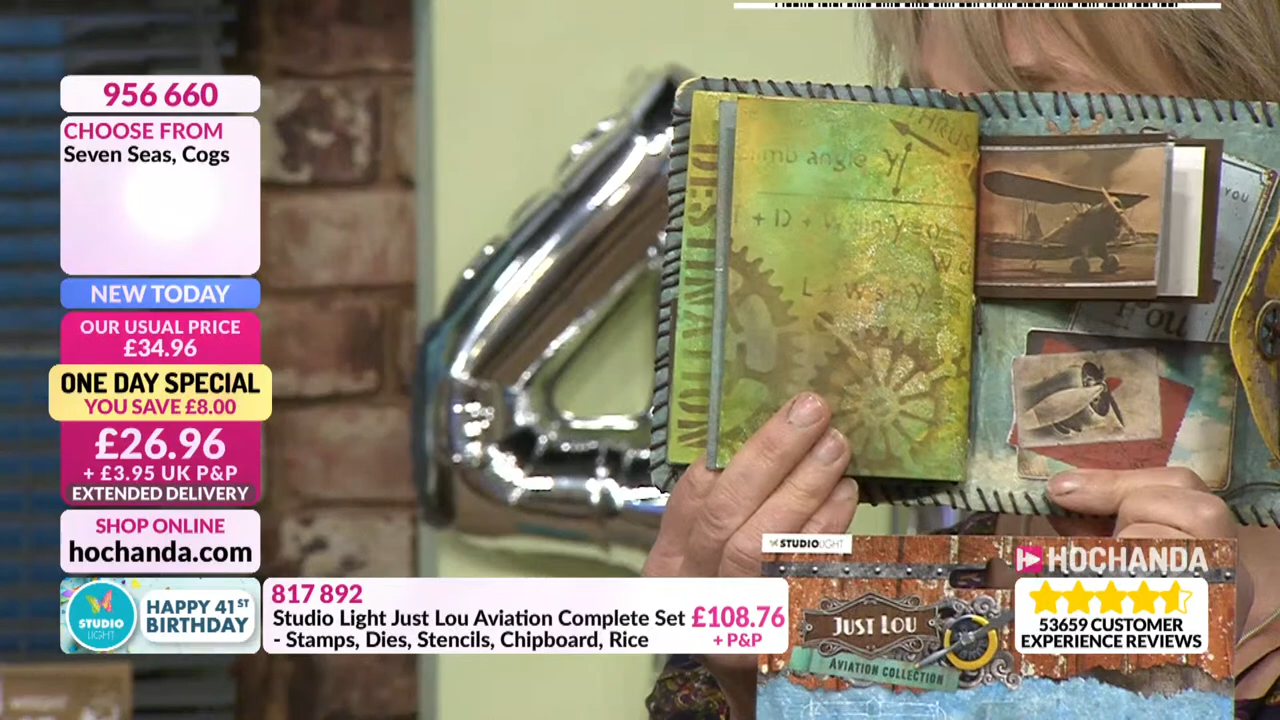 956 660
CHOOSE FROM
Seven Seas, Cogs
NEW TODAY
OUR USUAL PRICE
£34.96
ONE DAY SPECIAL
YOU SAVE £8.00
£26.96
+ £3.95 UK P&P
EXTENDED DELIVERY
SHOP ONLINE
hochanda.com
STUDIO
LIGHT
HAPPY 41ST
BIRTHDAY
817 892
Studio Light Just Lou Aviation Complete Set
- Stamps, Dies, Stencils, Chipboard, Rice
£108.76
+ P&P
THRUS
climb angle γ
DESTINATION
YOU
STUDIOLIGHT
JUST LOU
AVIATION COLLECTION
HOCHANDA
53659 CUSTOMER
EXPERIENCE REVIEWS